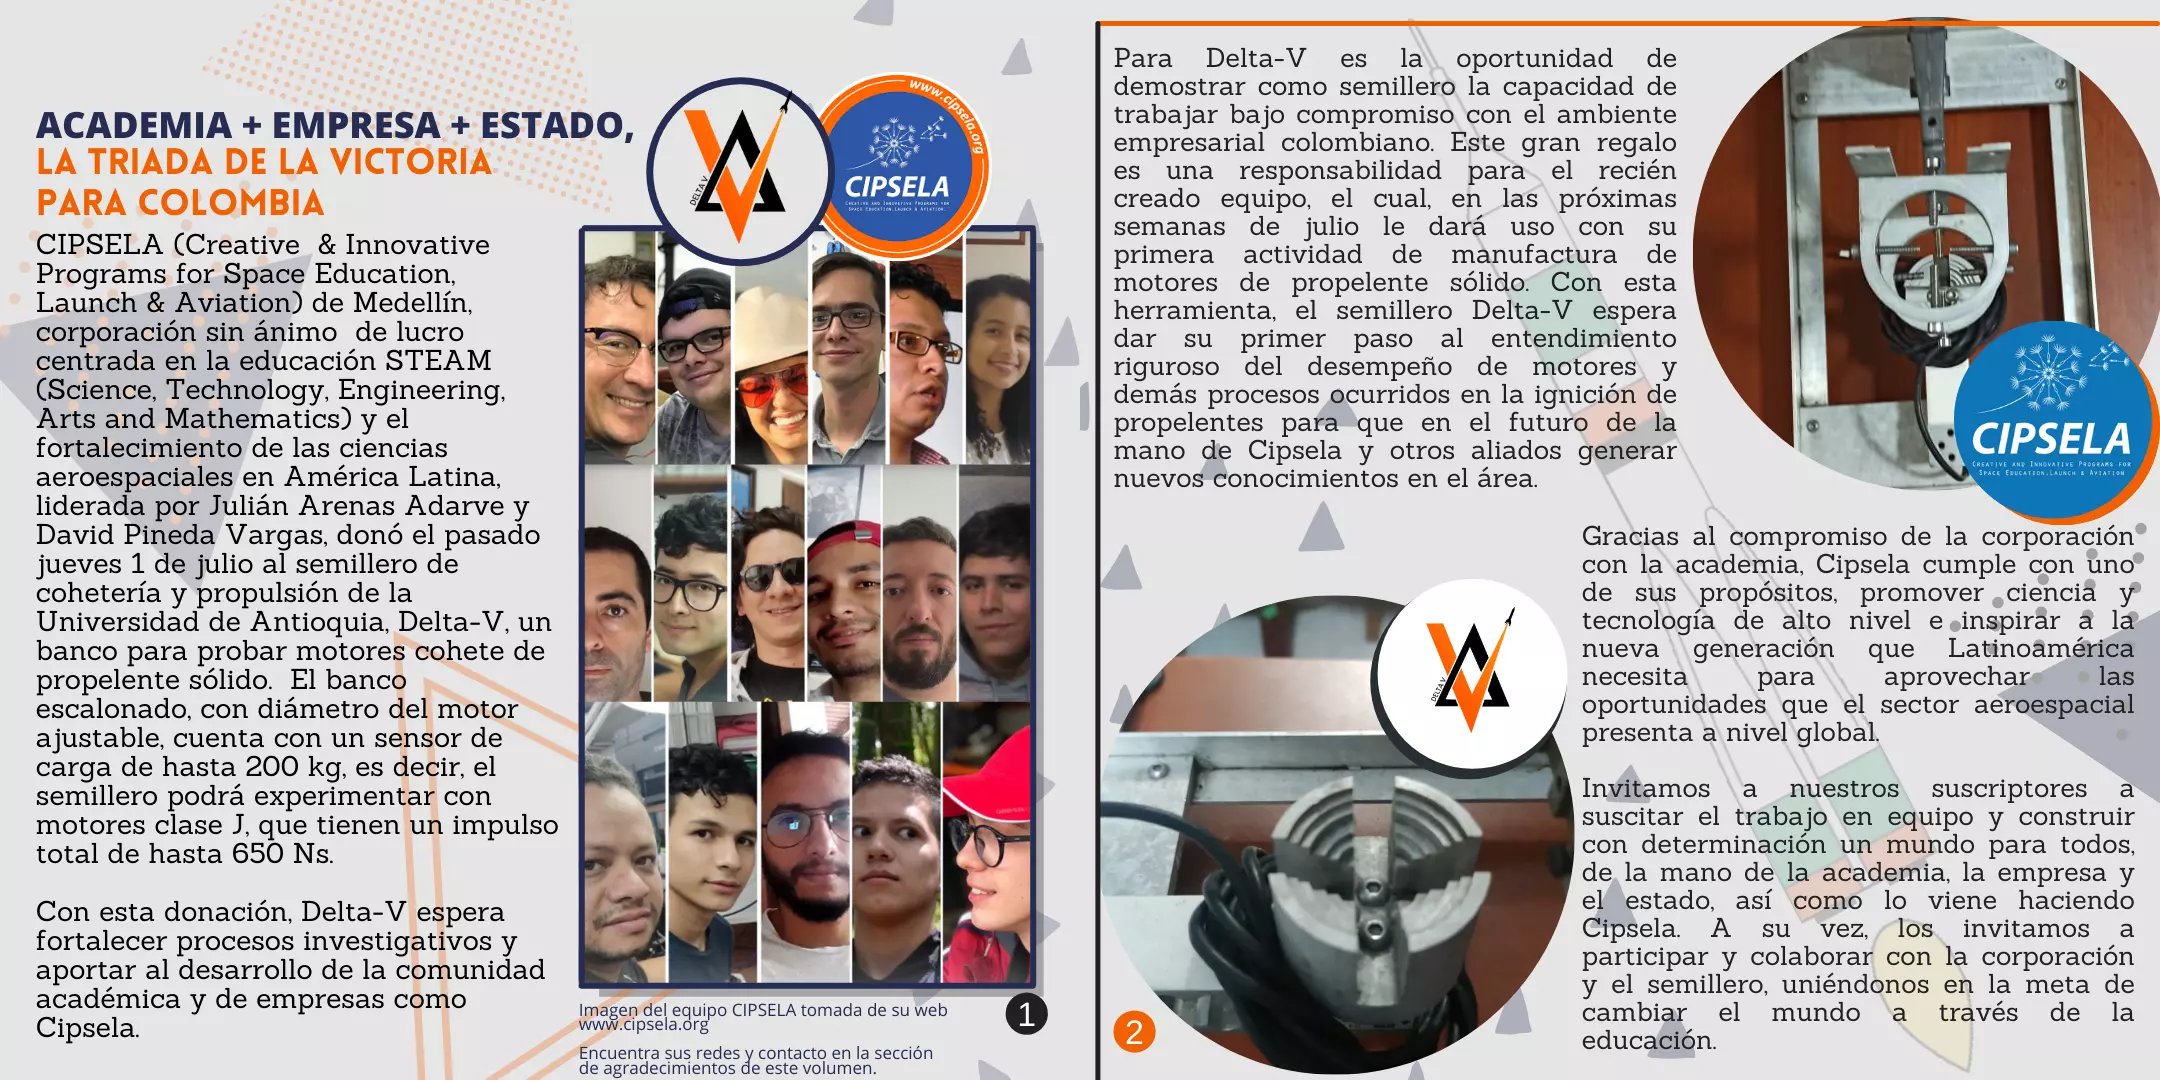 ACADEMIA + EMPRESA + ESTADO,
LA TRIADA DE LA VICTORIA
PARA COLOMBIA
CIPSELA (Creative & Innovative
Programs for Space Education,
Launch & Aviation) de Medellín,
corporación sin ánimo de lucro
centrada en la educación STEAM
(Science, Technology, Engineering,
Arts and Mathematics) y el
fortalecimiento de las ciencias
aeroespaciales en América Latina,
liderada por Julián Arenas Adarve y
David Pineda Vargas, donó el pasado
jueves 1 de julio al semillero de
cohetería y propulsión de la
Universidad de Antioquia, Delta-V, un
banco para probar motores cohete de
propelente sólido. El banco
escalonado, con diámetro del motor
ajustable, cuenta con un sensor de
carga de hasta 200 kg, es decir, el
semillero podrá experimentar con
motores clase J, que tienen un impulso
total de hasta 650 Ns.
Con esta donación, Delta-V espera
fortalecer procesos investigativos y
aportar al desarrollo de la comunidad
académica y de empresas como
Cipsela.
DELTA V
www.cipsela.org
CIPSELA
CREATIVE AND INNOVATIVE PROGRAMS FOR
SPACE EDUCATION, LAUNCH & AVIATION.
Imagen del equipo CIPSELA tomada de su web
www.cipsela.org
Encuentra sus redes y contacto en la sección
de agradecimientos de este volumen.
1
Para Delta-V es la oportunidad de
demostrar como semillero la capacidad de
trabajar bajo compromiso con el ambiente
empresarial colombiano. Este gran regalo
es una responsabilidad para el recién
creado equipo, el cual, en las próximas
semanas de julio le dará uso con su
primera actividad de manufactura de
motores de propelente sólido. Con esta
herramienta, el semillero Delta-V espera
dar su primer paso al entendimiento
riguroso del desempeño de motores y
demás procesos ocurridos en la ignición de
propelentes para que en el futuro de la
mano de Cipsela y otros aliados generar
nuevos conocimientos en el área.
CIPSELA
CREATIVE AND INNOVATIVE PROGRAMS FOR
SPACE EDUCATION, LAUNCH & AVIATION
DELTA V
2
Gracias al compromiso de la corporación
con la academia, Cipsela cumple con uno
de sus propósitos, promover ciencia y
tecnología de alto nivel e inspirar a la
nueva generación que Latinoamérica
necesita para aprovechar las
oportunidades que el sector aeroespacial
presenta a nivel global.
Invitamos a nuestros suscriptores a
suscitar el trabajo en equipo y construir
con determinación un mundo para todos,
de la mano de la academia, la empresa y
el estado, así como lo viene haciendo
Cipsela. A su vez, los invitamos a
participar y colaborar con la corporación
y el semillero, uniéndonos en la meta de
cambiar el mundo a través de la
educación.